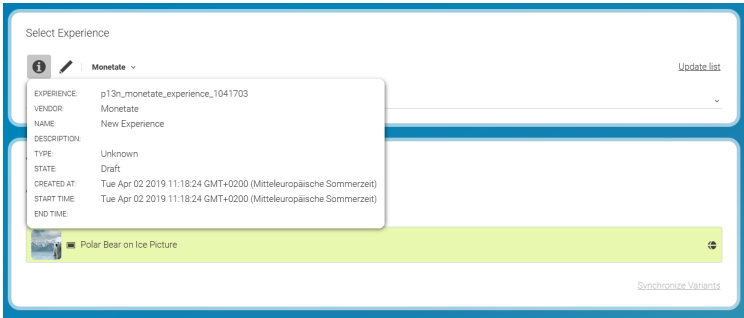 Select Experience
Monetate
Update list
EXPERIENCE: p13n_monetate_experience_1041703
VENDOR: Monetate
NAME: New Experience
DESCRIPTION:
TYPE: Unknown
STATE: Draft
CREATED AT: Tue Apr 02 2019 11:18:24 GMT+0200 (Mitteleuropäische Sommerzeit)
START TIME: Tue Apr 02 2019 11:18:24 GMT+0200 (Mitteleuropäische Sommerzeit)
END TIME:
Polar Bear on Ice Picture
Synchronize Variants